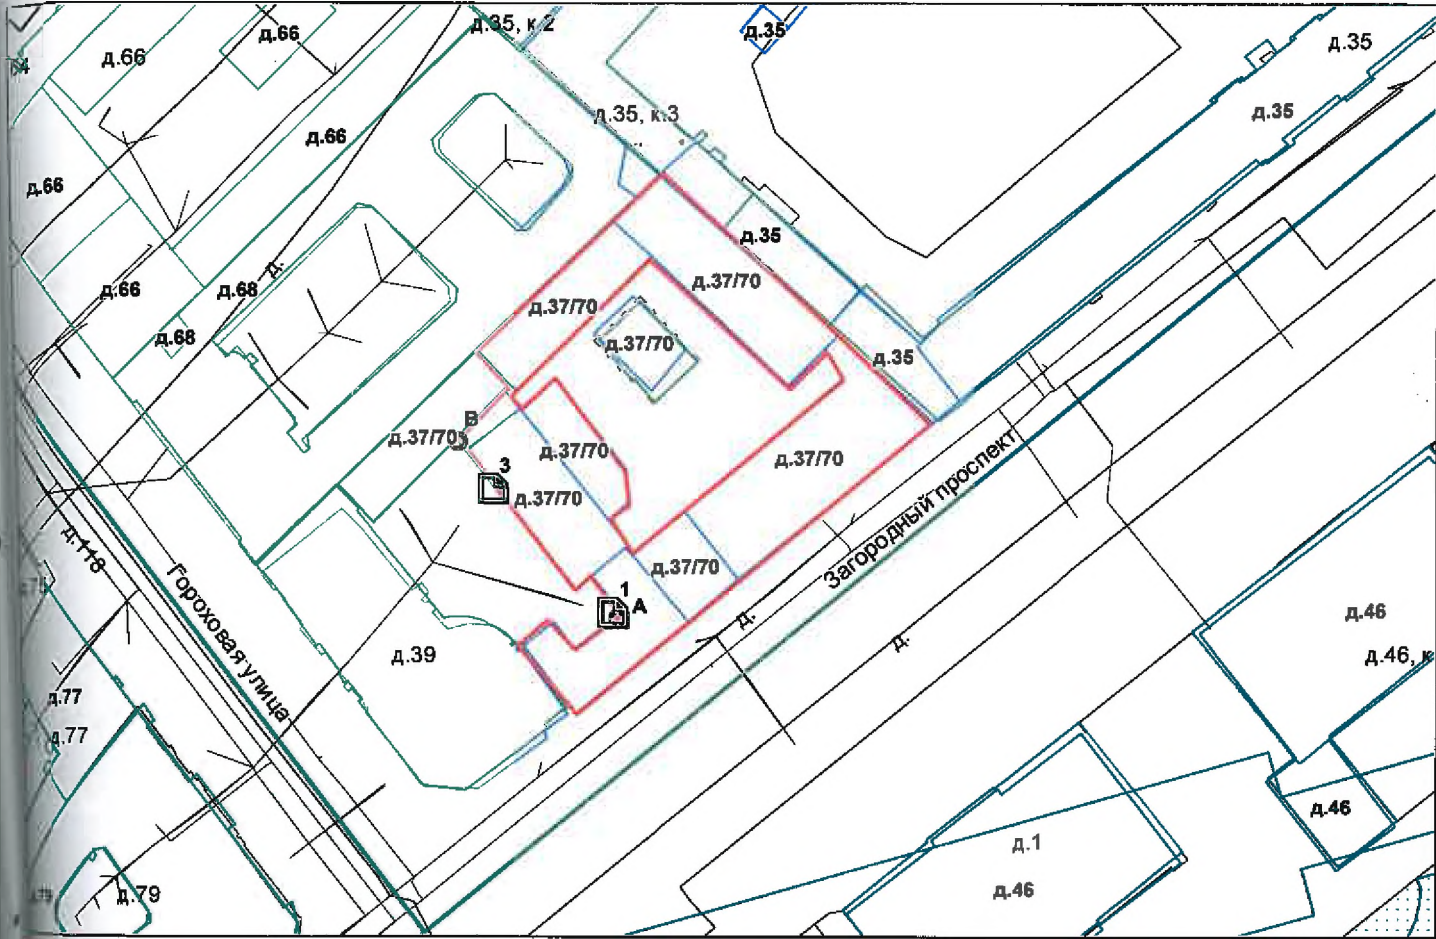 д.35, к.2
д.66
д.35
д.35
д.66
д.35, к.3
д.35
д.66
д.66
д.35
д.
д.37/70
д.66
д.68
д.37/70
д.68
д.37/70
д.35
В
д.37/70
д.37/70
д.37/70
3
д.37/70
Загородный проспект
д.118
д.37/70
1
А
Гороховая улица
д.
д.46
д.
д.39
д.46, к
д.77
д.77
д.46
д.1
д.46
д.79